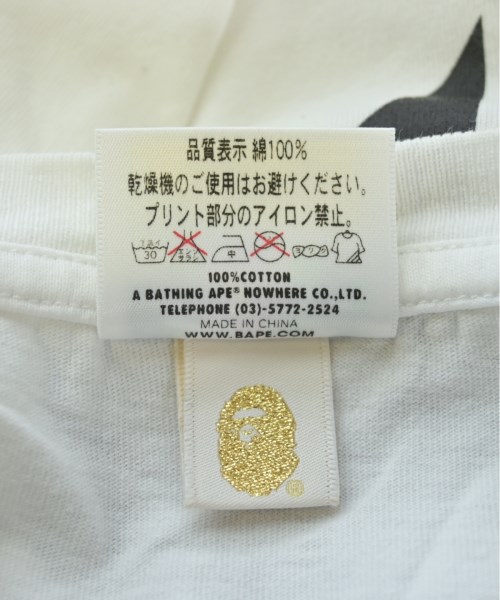 品質表示 綿100%
乾燥機のご使用はお避けください。
プリント部分のアイロン禁止。
30 中
100%COTTON
A BATHING APE® NOWHERE CO.,LTD.
TELEPHONE (03)-5772-2524
MADE IN CHINA
WWW.BAPE.COM
®